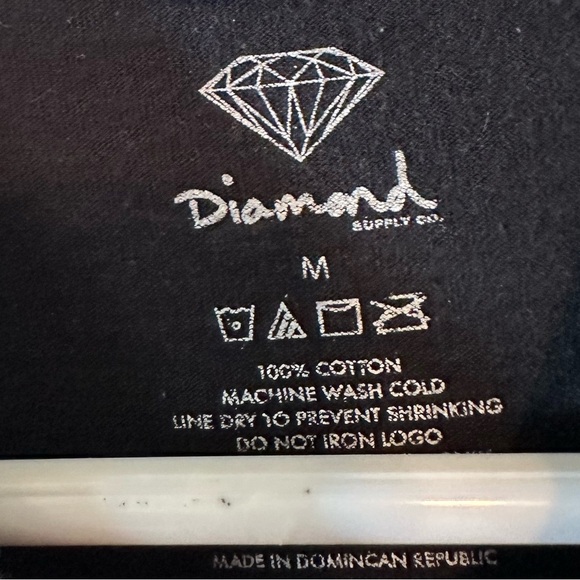 Diamond
SUPPLY CO.
M
100% COTTON
MACHINE WASH COLD
LINE DRY TO PREVENT SHRINKING
DO NOT IRON LOGO
MADE IN DOMINCAN REPUBLIC